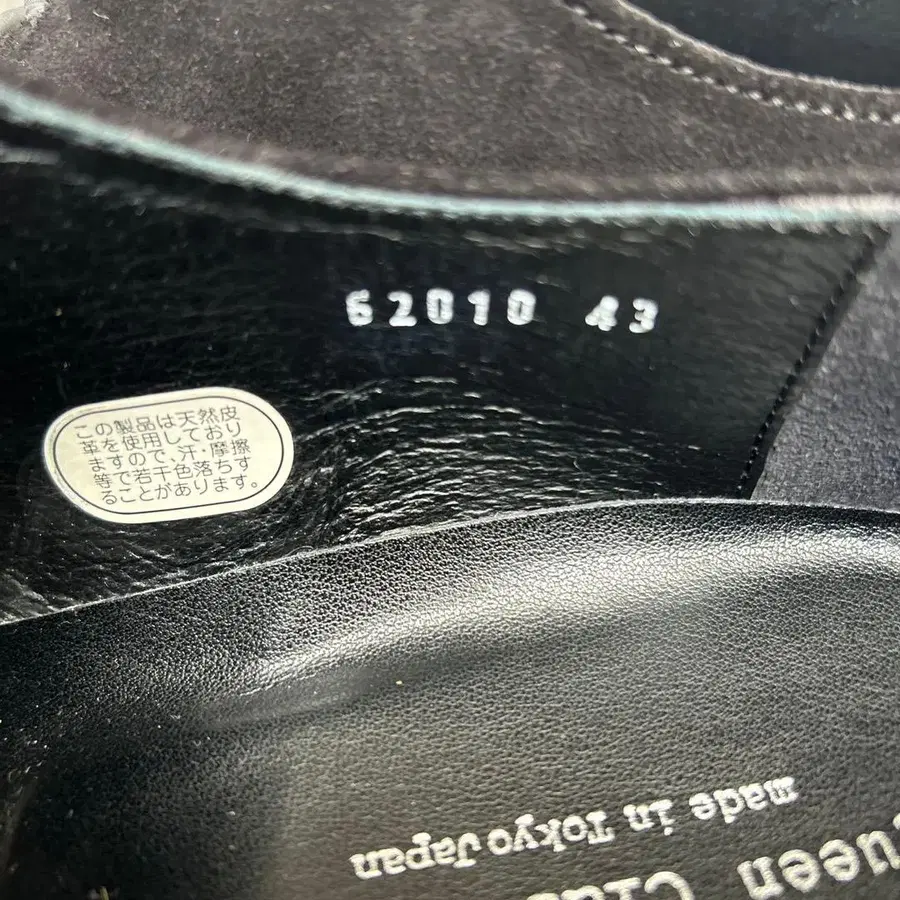 62010 43
この製品は天然皮
革を使用しており
ますので、汗・摩擦
等で若干色落ちす
ることがあります。
made in Tokyo Japan